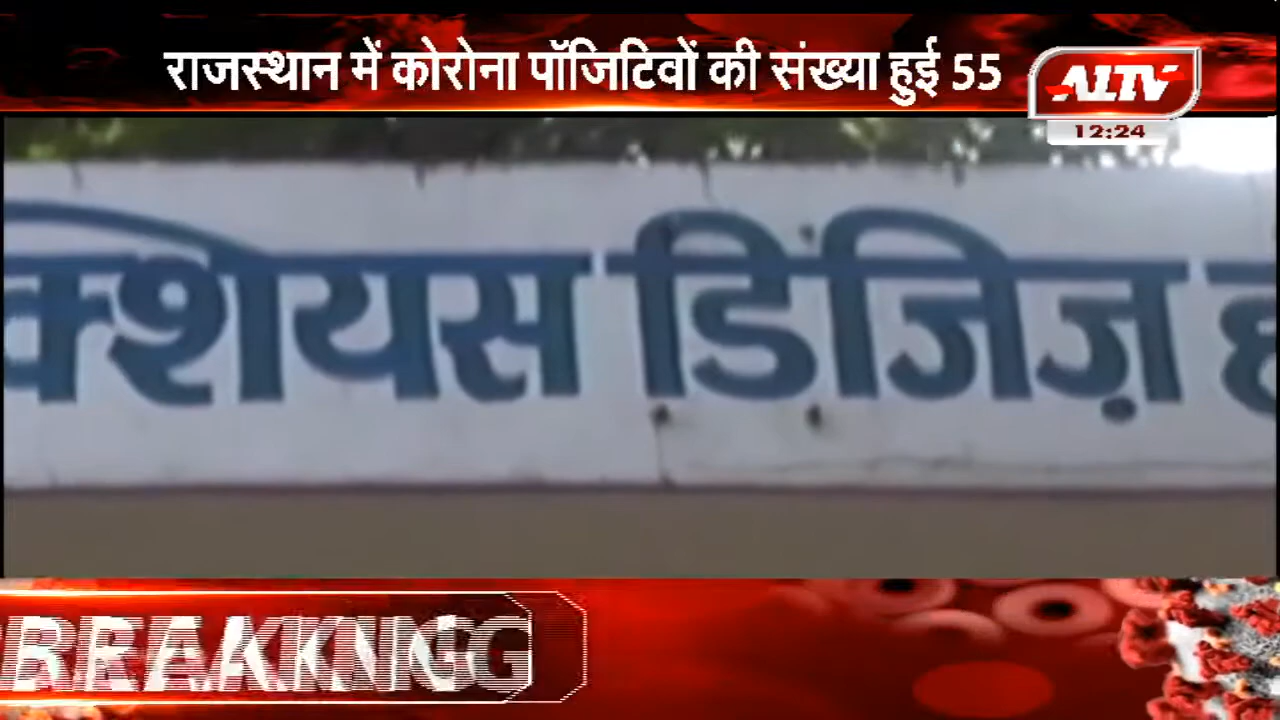 राजस्थान में कोरोना पॉजिटिवों की संख्या हुई 55
ALTV
12:24
क्शियस डिजिज़
BREAKING